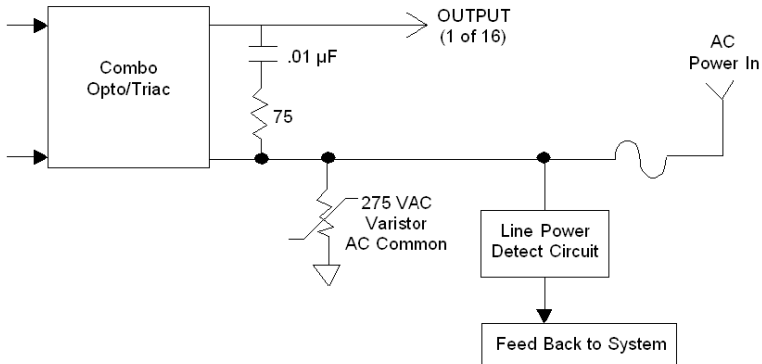 OUTPUT
(1 of 16)
AC
Power In
Combo
Opto/Triac
.01 µF
75
275 VAC
Varistor
AC Common
Line Power
Detect Circuit
Feed Back to System